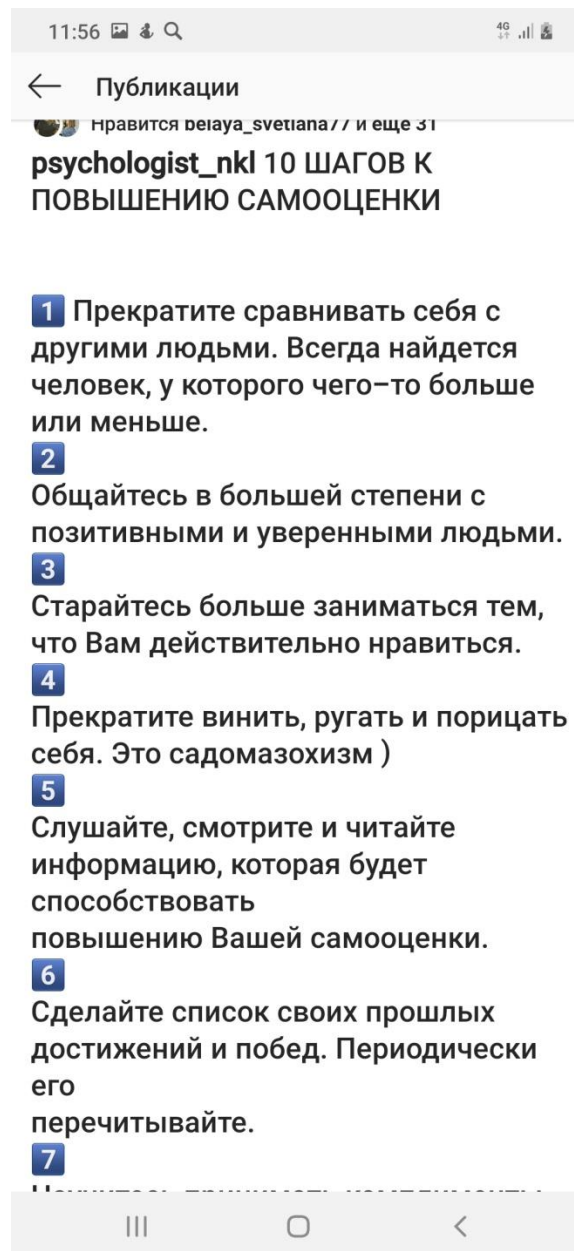 11:56
4G
Публикации
Нравится belaya_svetlana77 и еще 31
psychologist_nkl 10 ШАГОВ К
ПОВЫШЕНИЮ САМООЦЕНКИ
1 Прекратите сравнивать себя с
другими людьми. Всегда найдется
человек, у которого чего–то больше
или меньше.
2
Общайтесь в большей степени с
позитивными и уверенными людьми.
3
Старайтесь больше заниматься тем,
что Вам действительно нравиться.
4
Прекратите винить, ругать и порицать
себя. Это садомазохизм )
5
Слушайте, смотрите и читайте
информацию, которая будет
способствовать
повышению Вашей самооценки.
6
Сделайте список своих прошлых
достижений и побед. Периодически
его
перечитывайте.
7